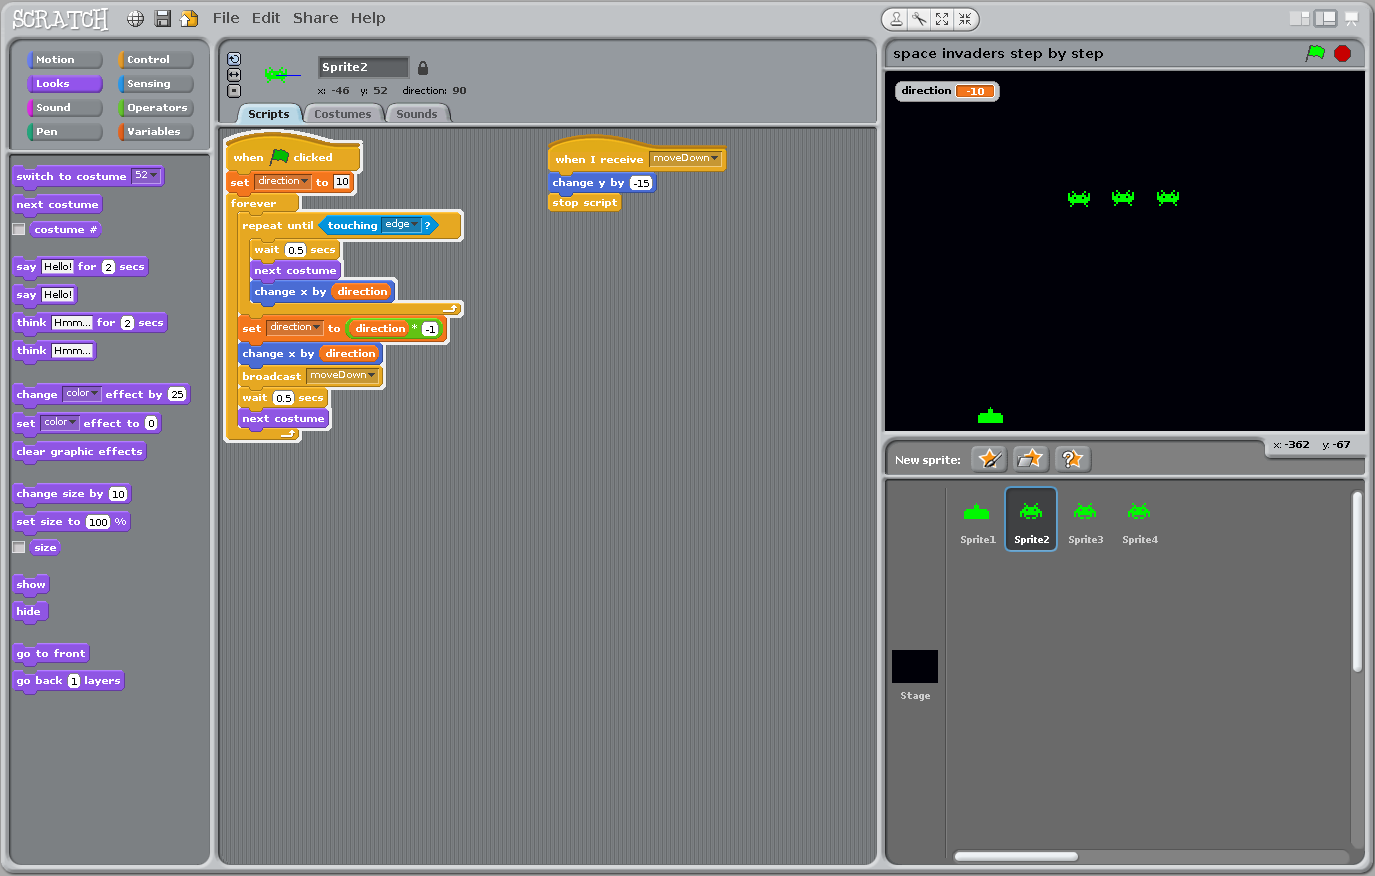 SCRATCH File Edit Share Help
Motion Control
Looks Sensing
Sound Operators
Pen Variables
switch to costume 52
next costume
costume #
say Hello! for 2 secs
say Hello!
think Hmm... for 2 secs
think Hmm...
change color effect by 25
set color effect to 0
clear graphic effects
change size by 10
set size to 100 %
size
show
hide
go to front
go back 1 layers
Sprite2
x: -46 y: 52 direction: 90
Scripts Costumes Sounds
when clicked
set direction to 10
forever
repeat until touching edge ?
wait 0.5 secs
next costume
change x by direction
set direction to direction * -1
change x by direction
broadcast moveDown
wait 0.5 secs
next costume
when I receive moveDown
change y by -15
stop script
space invaders step by step
direction -10
x: -362 y: -67
New sprite:
Sprite1 Sprite2 Sprite3 Sprite4
Stage